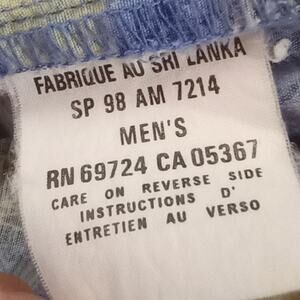 FABRIQUE AU SRI LANKA
SP 98 AM 7214
MEN'S
RN 69724 CA 05367
CARE ON REVERSE SIDE
INSTRUCTIONS D'
ENTRETIEN AU VERSO